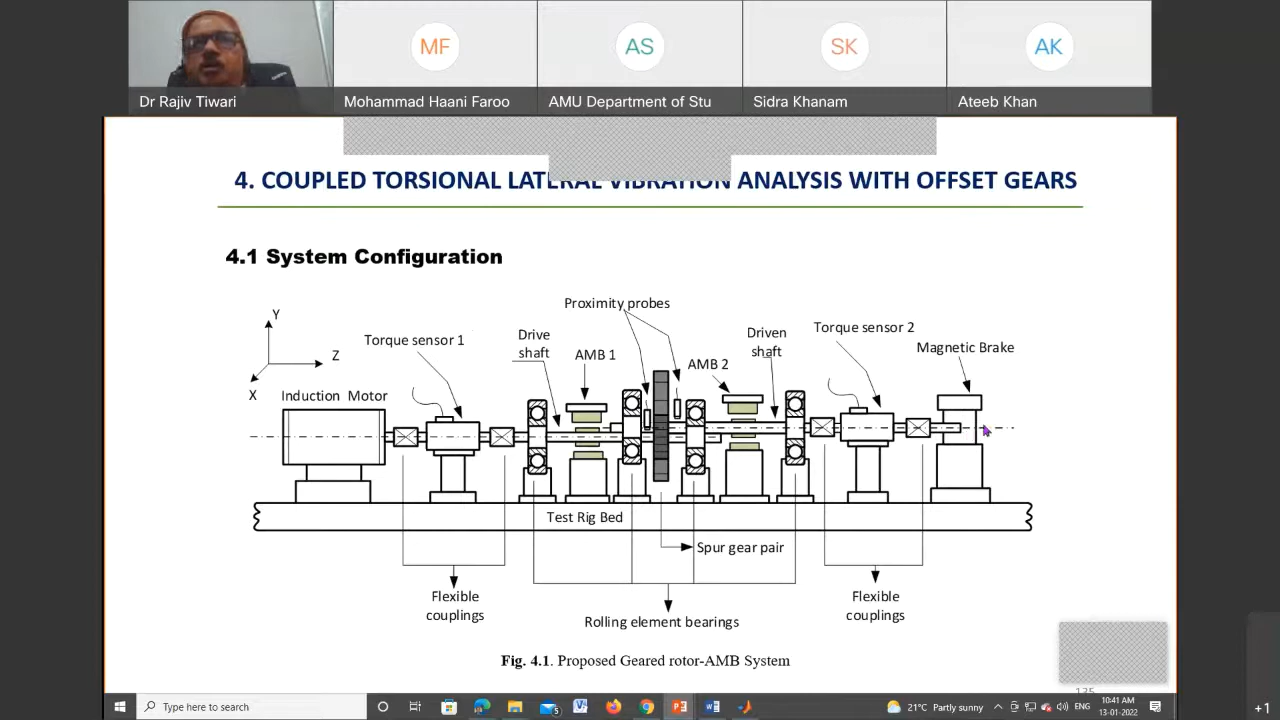 MF
AS
SK
AK
Dr Rajiv Tiwari
Mohammad Haani Faroo
AMU Department of Stu
Sidra Khanam
Ateeb Khan
4. COUPLED TORSIONAL LATERAL VIBRATION ANALYSIS WITH OFFSET GEARS
4.1 System Configuration
Proximity probes
Y
Z
X
Torque sensor 1
Drive
shaft
AMB 1
AMB 2
Driven
shaft
Torque sensor 2
Magnetic Brake
Induction Motor
Test Rig Bed
Spur gear pair
Flexible
couplings
Rolling element bearings
Flexible
couplings
Fig. 4.1. Proposed Geared rotor-AMB System
Type here to search
5
21°C Partly sunny
ENG
10:41 AM
13-01-2022
+1